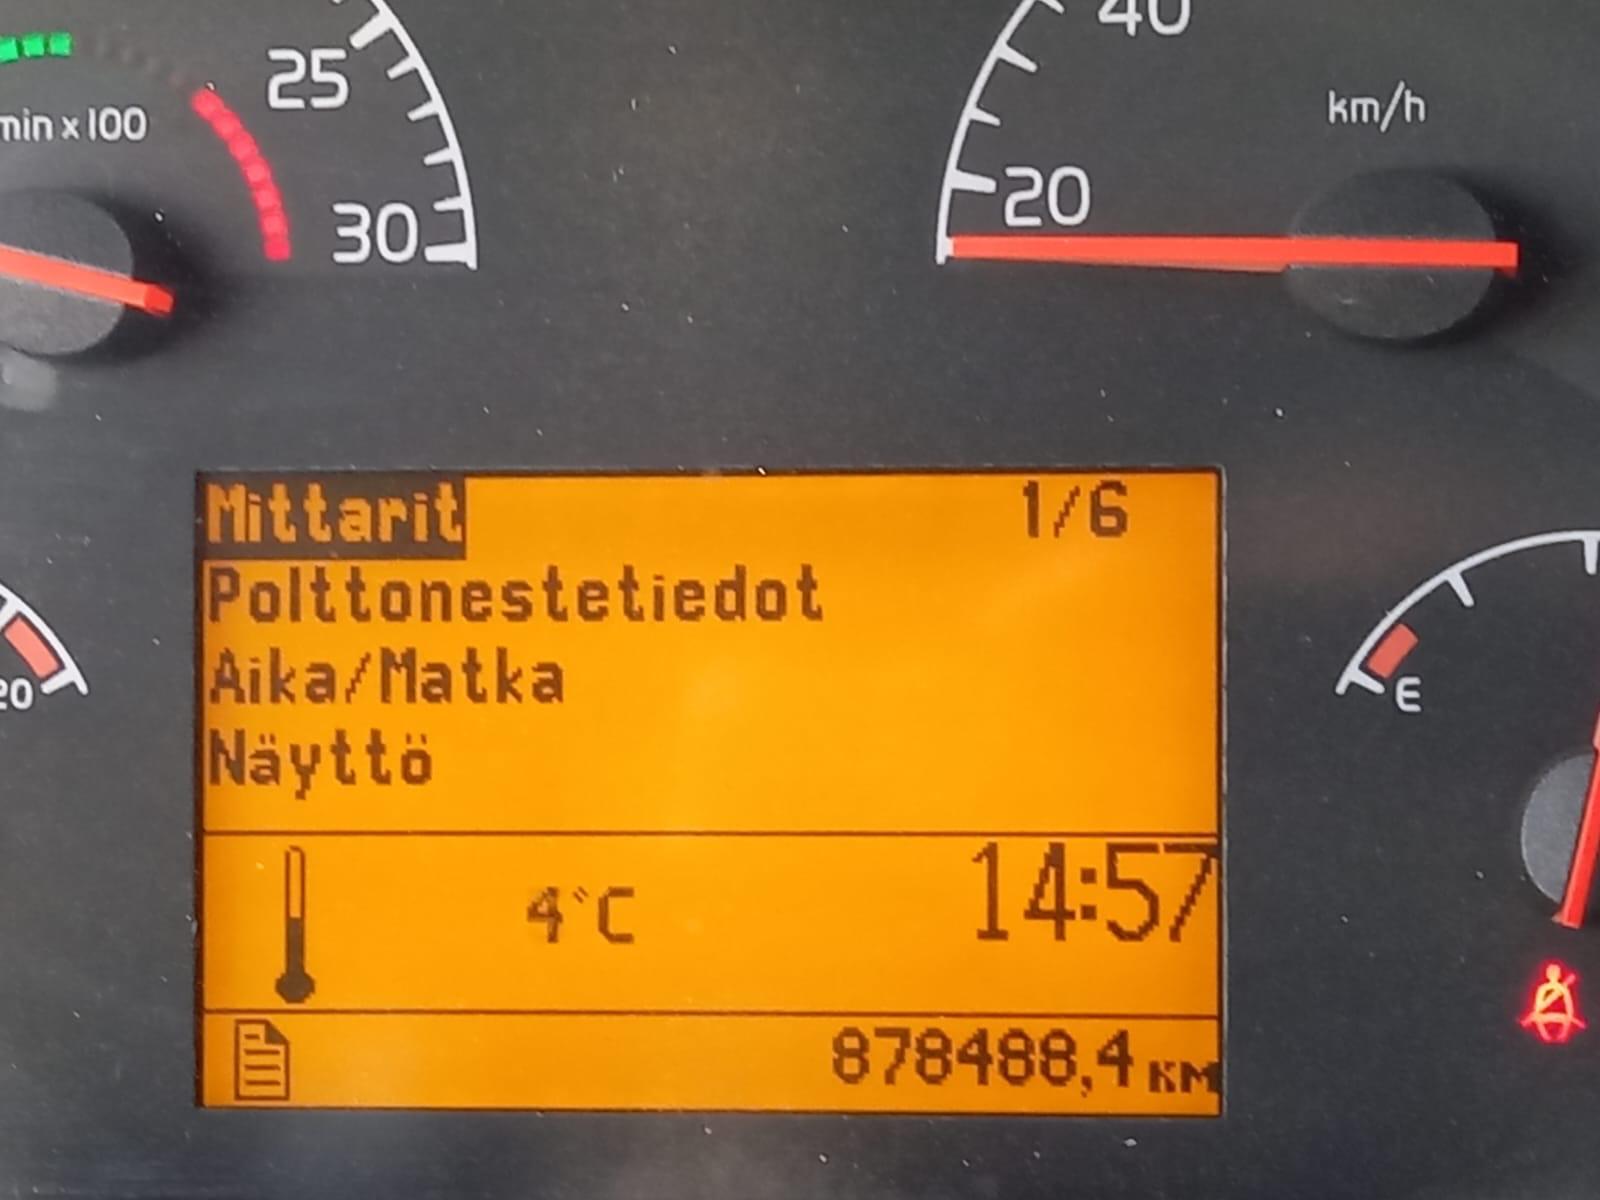 40
25
km/h
min x 100
20
30
Mittarit 1/6
Polttonestetiedot
Aika/Matka
Näyttö
20
E
4°C 14:57
878488,4 KM